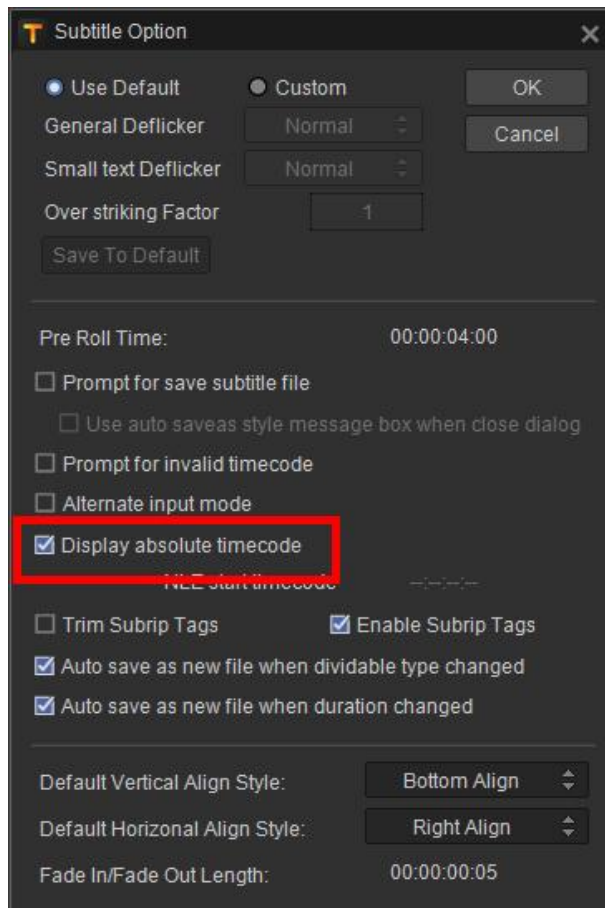 T Subtitle Option
Use Default Custom OK
General Deflicker Normal Cancel
Small text Deflicker Normal
Over striking Factor 1
Save To Default
Pre Roll Time: 00:00:04:00
Prompt for save subtitle file
Use auto saveas style message box when close dialog
Prompt for invalid timecode
Alternate input mode
Display absolute timecode
NLE start timecode --:--:--:--
Trim Subrip Tags Enable Subrip Tags
Auto save as new file when dividable type changed
Auto save as new file when duration changed
Default Vertical Align Style: Bottom Align
Default Horizonal Align Style: Right Align
Fade In/Fade Out Length: 00:00:00:05